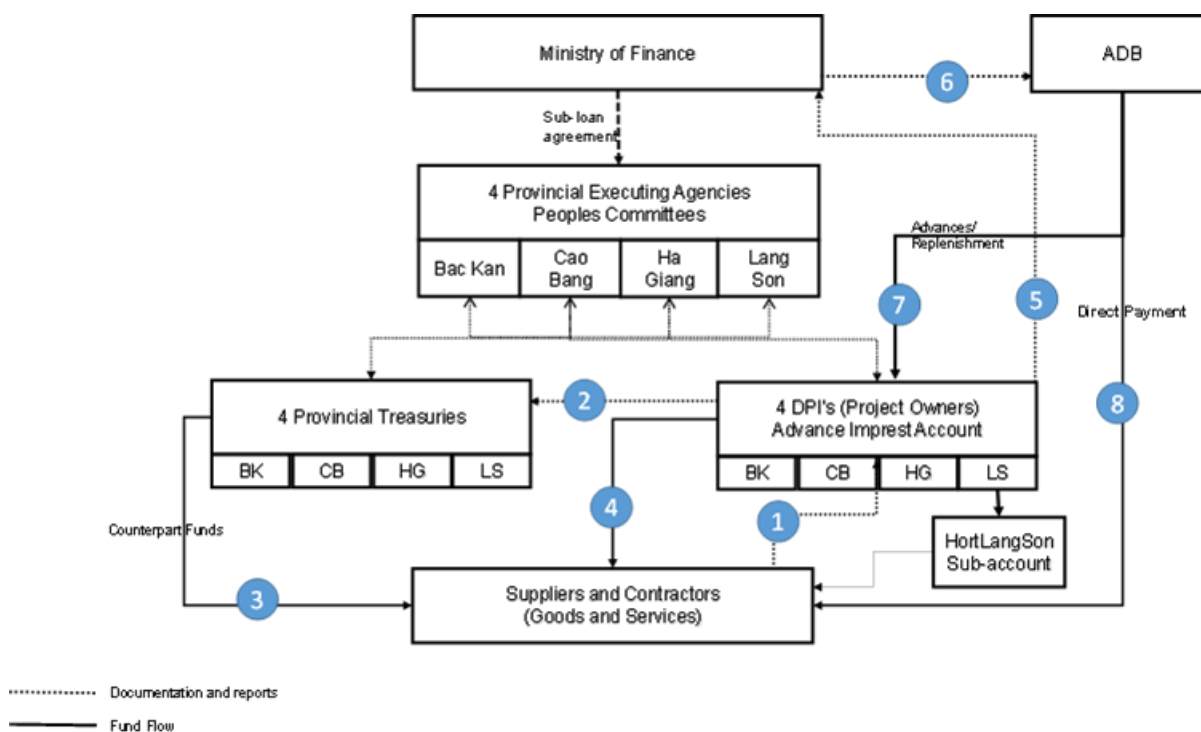 Ministry of Finance
ADB
6
Sub-loan
agreement
4 Provincial Executing Agencies
Peoples Committees
Bac Kan
Cao
Bang
Ha
Giang
Lang
Son
Advances/
Replenishment
7
5
Direct Payment
4 Provincial Treasuries
BK
CB
HG
LS
2
4 DPI's (Project Owners)
Advance Imprest Account
BK
CB
HG
LS
8
4
1
Counterpart Funds
HortLangSon
Sub-account
3
Suppliers and Contractors
(Goods and Services)
Documentation and reports
Fund Flow